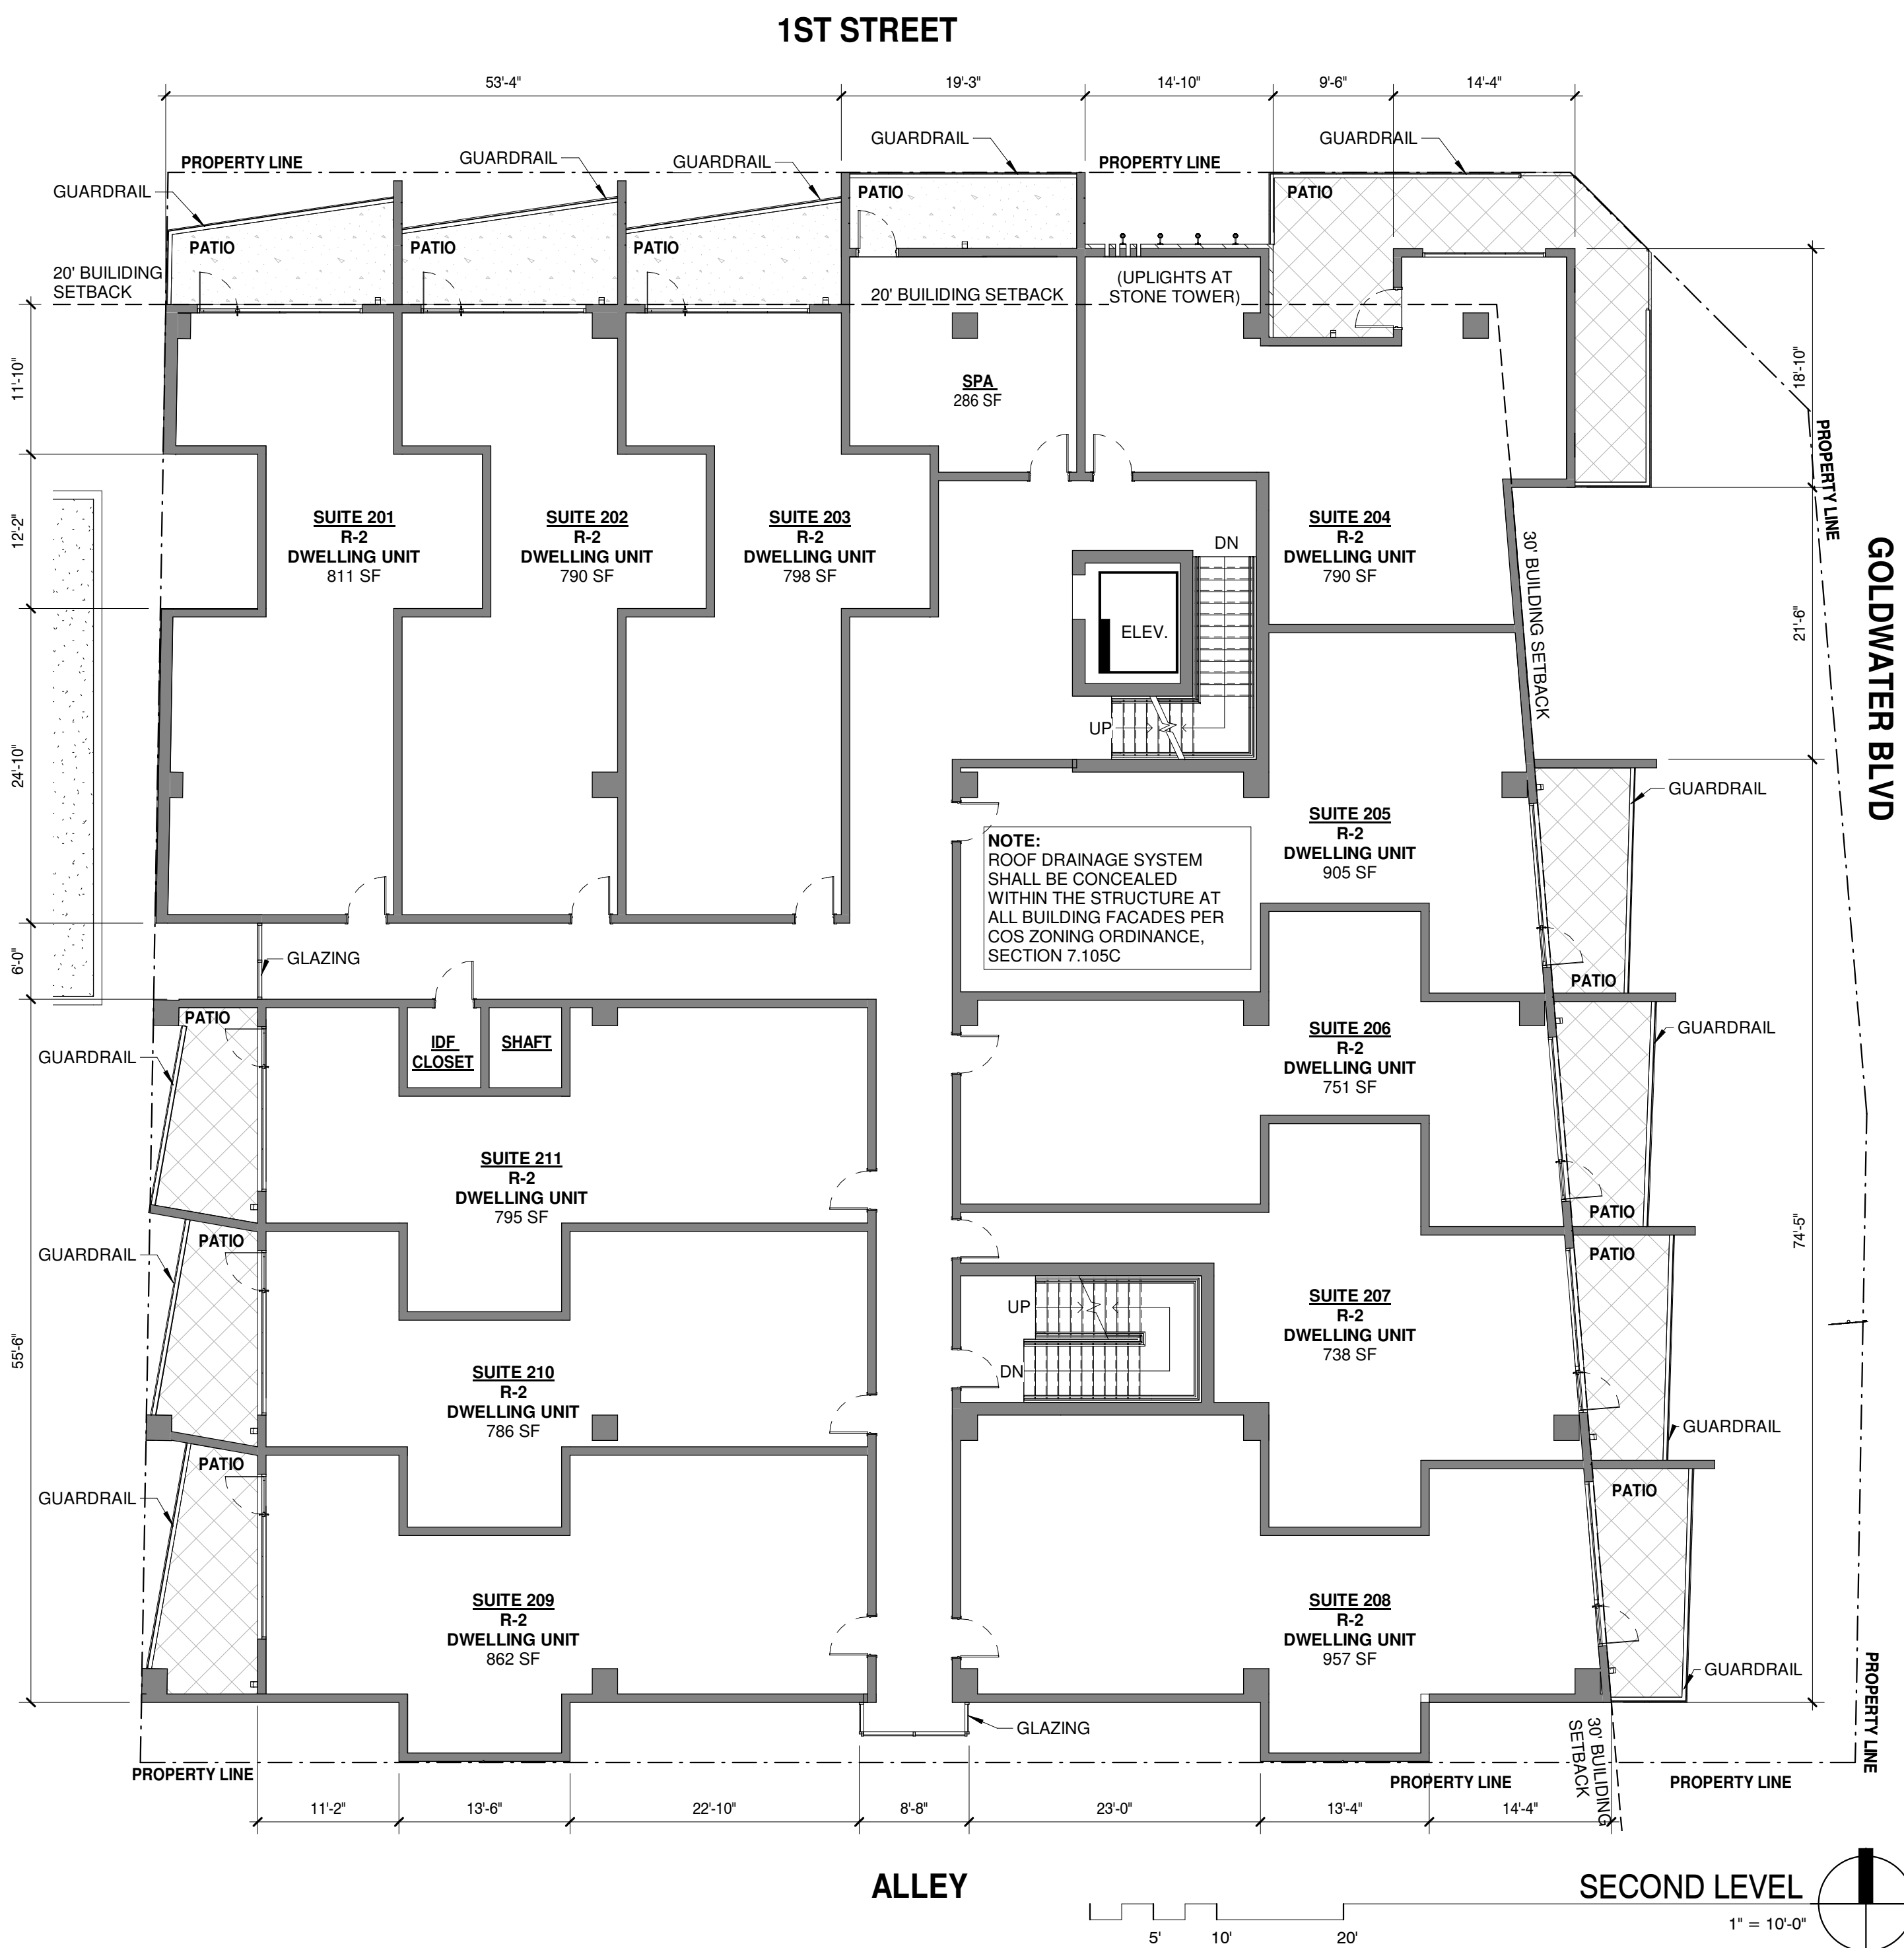 1ST STREET
53'-4"
19'-3"
14'-10"
9'-6"
14'-4"
GUARDRAIL
GUARDRAIL
PROPERTY LINE
GUARDRAIL
GUARDRAIL
PROPERTY LINE
GUARDRAIL
PATIO
PATIO
PATIO
PATIO
PATIO
20' BUILIDING
SETBACK
20' BUILIDING SETBACK
(UPLIGHTS AT
STONE TOWER)
11'-10"
18'-10"
SPA
286 SF
PROPERTY LINE
12'-2"
SUITE 201
R-2
DWELLING UNIT
811 SF
SUITE 202
R-2
DWELLING UNIT
790 SF
SUITE 203
R-2
DWELLING UNIT
798 SF
SUITE 204
R-2
DWELLING UNIT
790 SF
DN
ELEV.
UP
30' BUILDING SETBACK
21'-6"
GOLDWATER BLVD
24'-10"
GUARDRAIL
SUITE 205
R-2
DWELLING UNIT
905 SF
NOTE:
ROOF DRAINAGE SYSTEM
SHALL BE CONCEALED
WITHIN THE STRUCTURE AT
ALL BUILDING FACADES PER
COS ZONING ORDINANCE,
SECTION 7.105C
6'-0"
GLAZING
PATIO
PATIO
IDF
CLOSET
SHAFT
SUITE 206
R-2
DWELLING UNIT
751 SF
GUARDRAIL
GUARDRAIL
SUITE 211
R-2
DWELLING UNIT
795 SF
PATIO
PATIO
PATIO
GUARDRAIL
74'-5"
55'-6"
UP
DN
SUITE 207
R-2
DWELLING UNIT
738 SF
SUITE 210
R-2
DWELLING UNIT
786 SF
GUARDRAIL
PATIO
PATIO
GUARDRAIL
SUITE 209
R-2
DWELLING UNIT
862 SF
SUITE 208
R-2
DWELLING UNIT
957 SF
GUARDRAIL
PROPERTY LINE
GLAZING
30' BUILIDING
SETBACK
PROPERTY LINE
PROPERTY LINE
PROPERTY LINE
11'-2"
13'-6"
22'-10"
8'-8"
23'-0"
13'-4"
14'-4"
ALLEY
SECOND LEVEL
1" = 10'-0"
5'
10'
20'